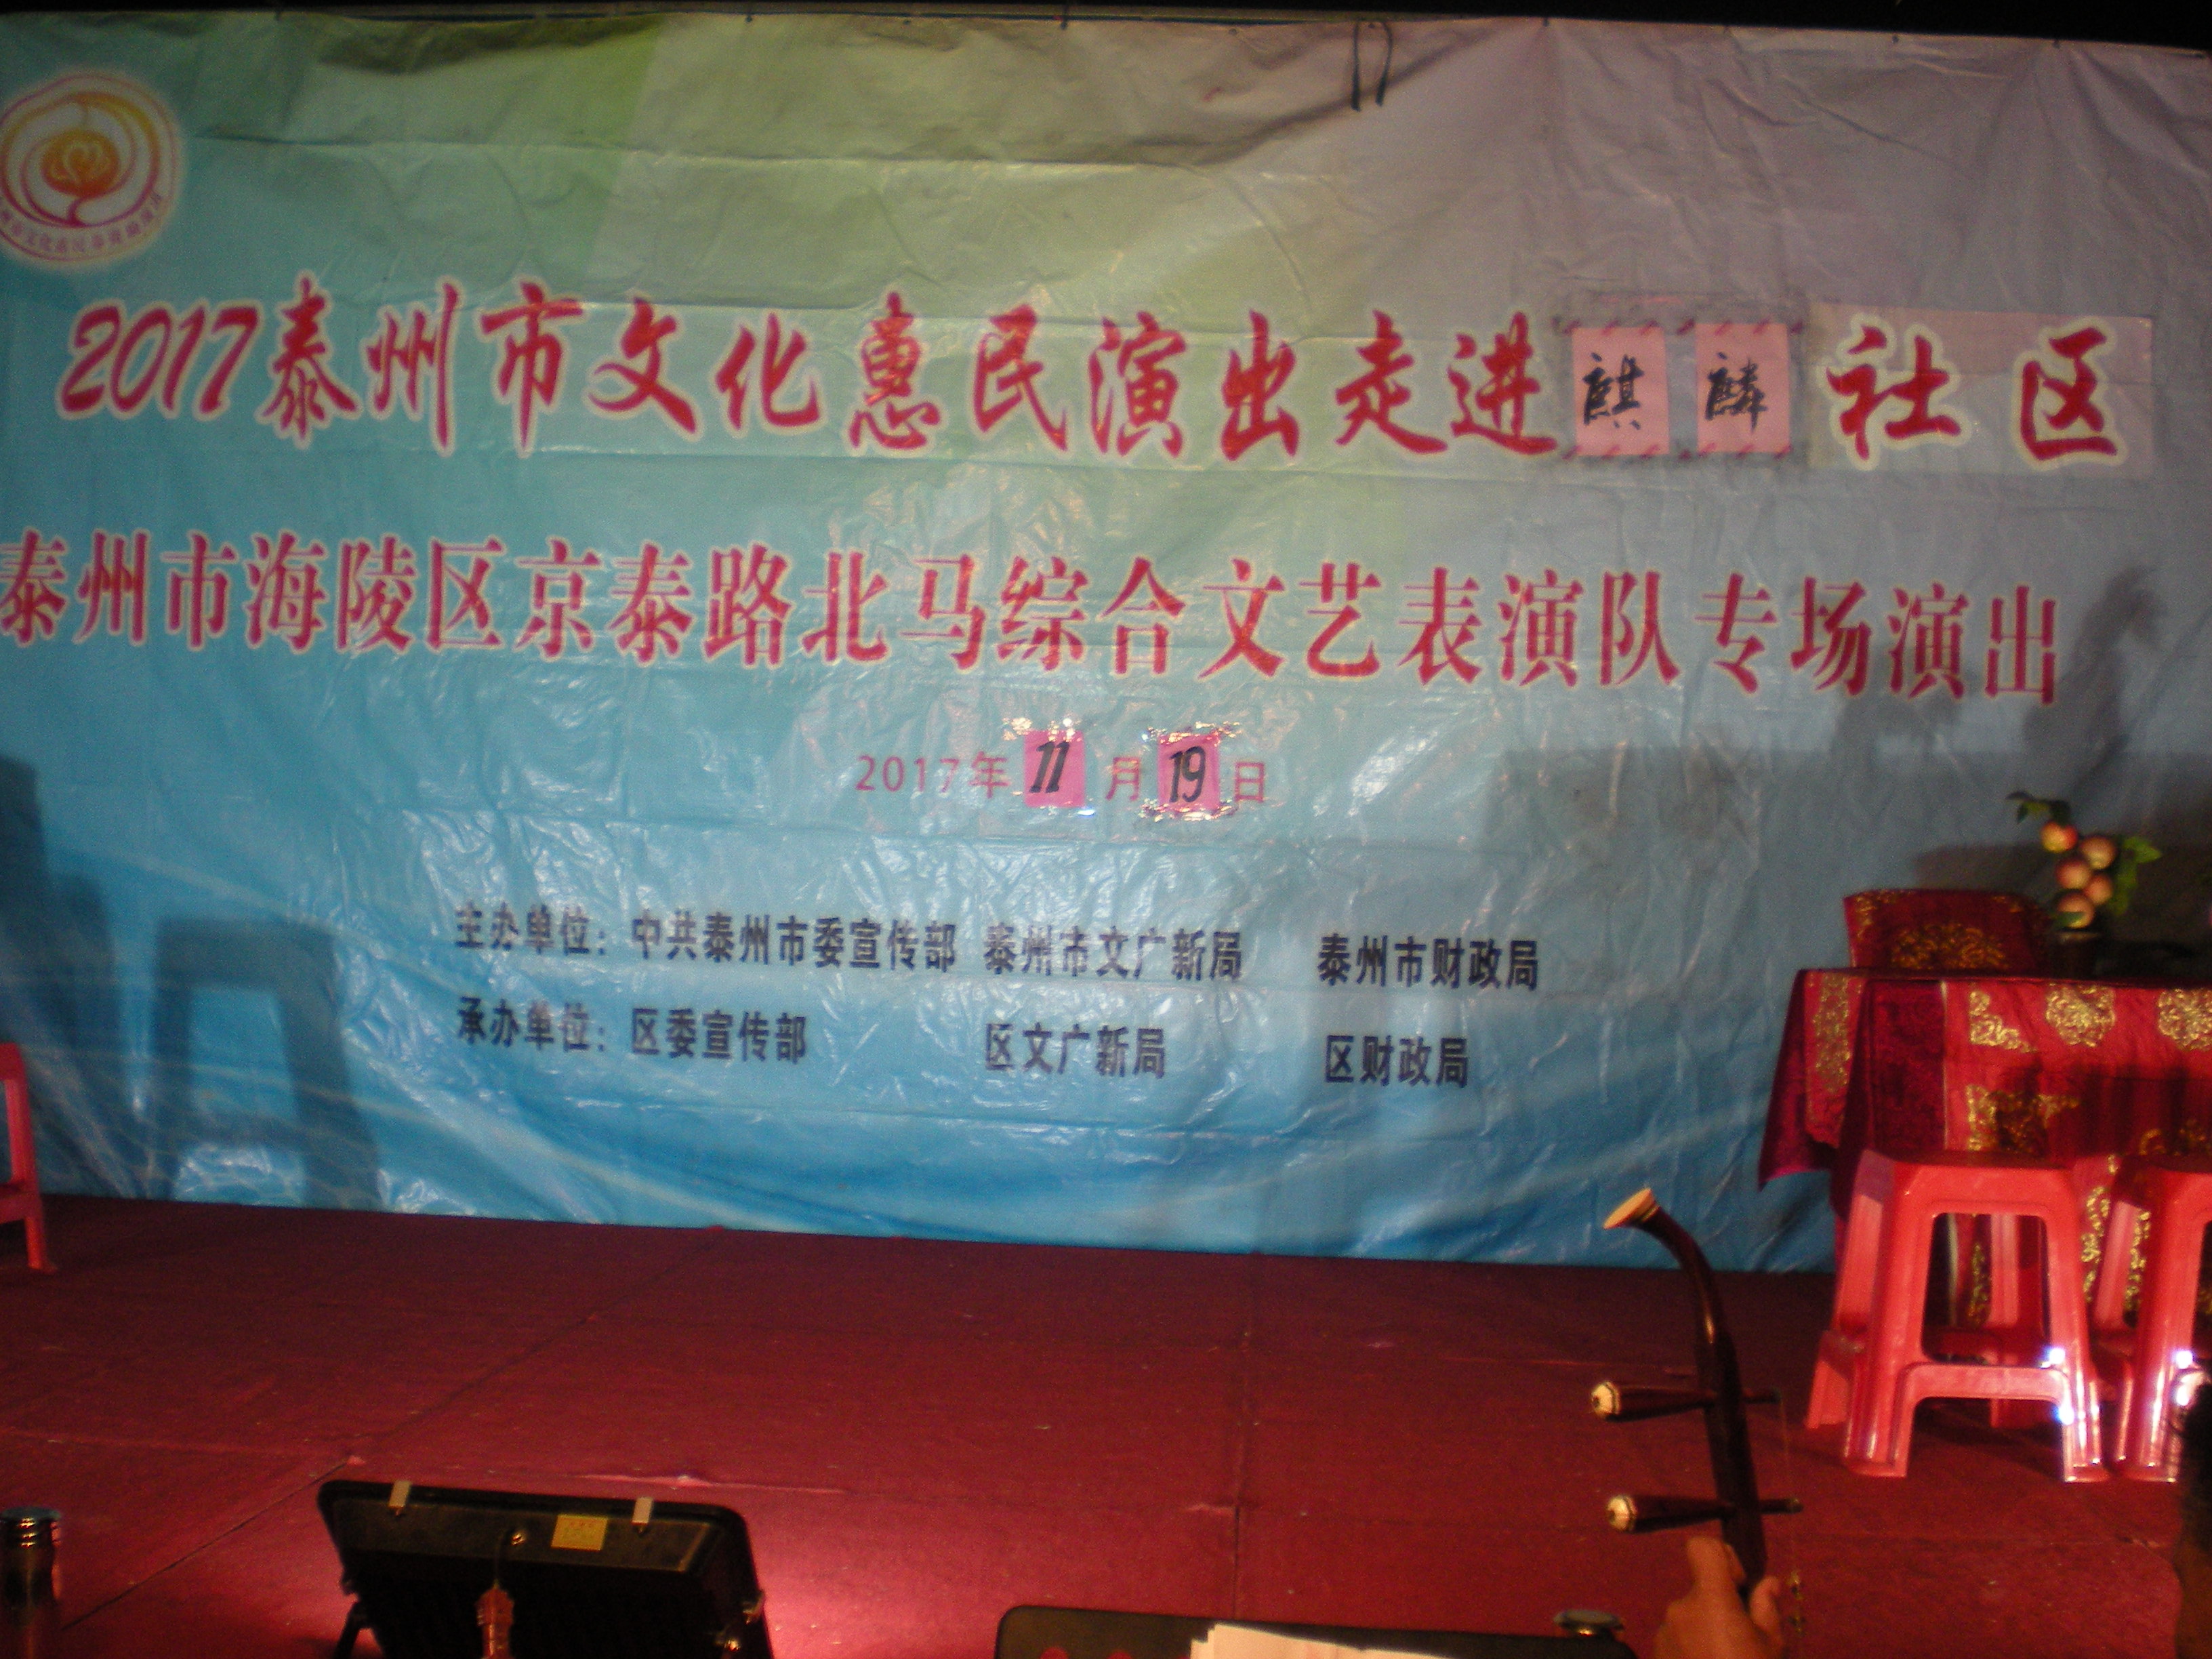 2017泰州市文化惠民演出走进麒麟社区
泰州市海陵区京泰路北马综合文艺表演队专场演出
2017年11月19日
主办单位：中共泰州市委宣传部 泰州市文广新局 泰州市财政局
承办单位：区委宣传部 区文广新局 区财政局